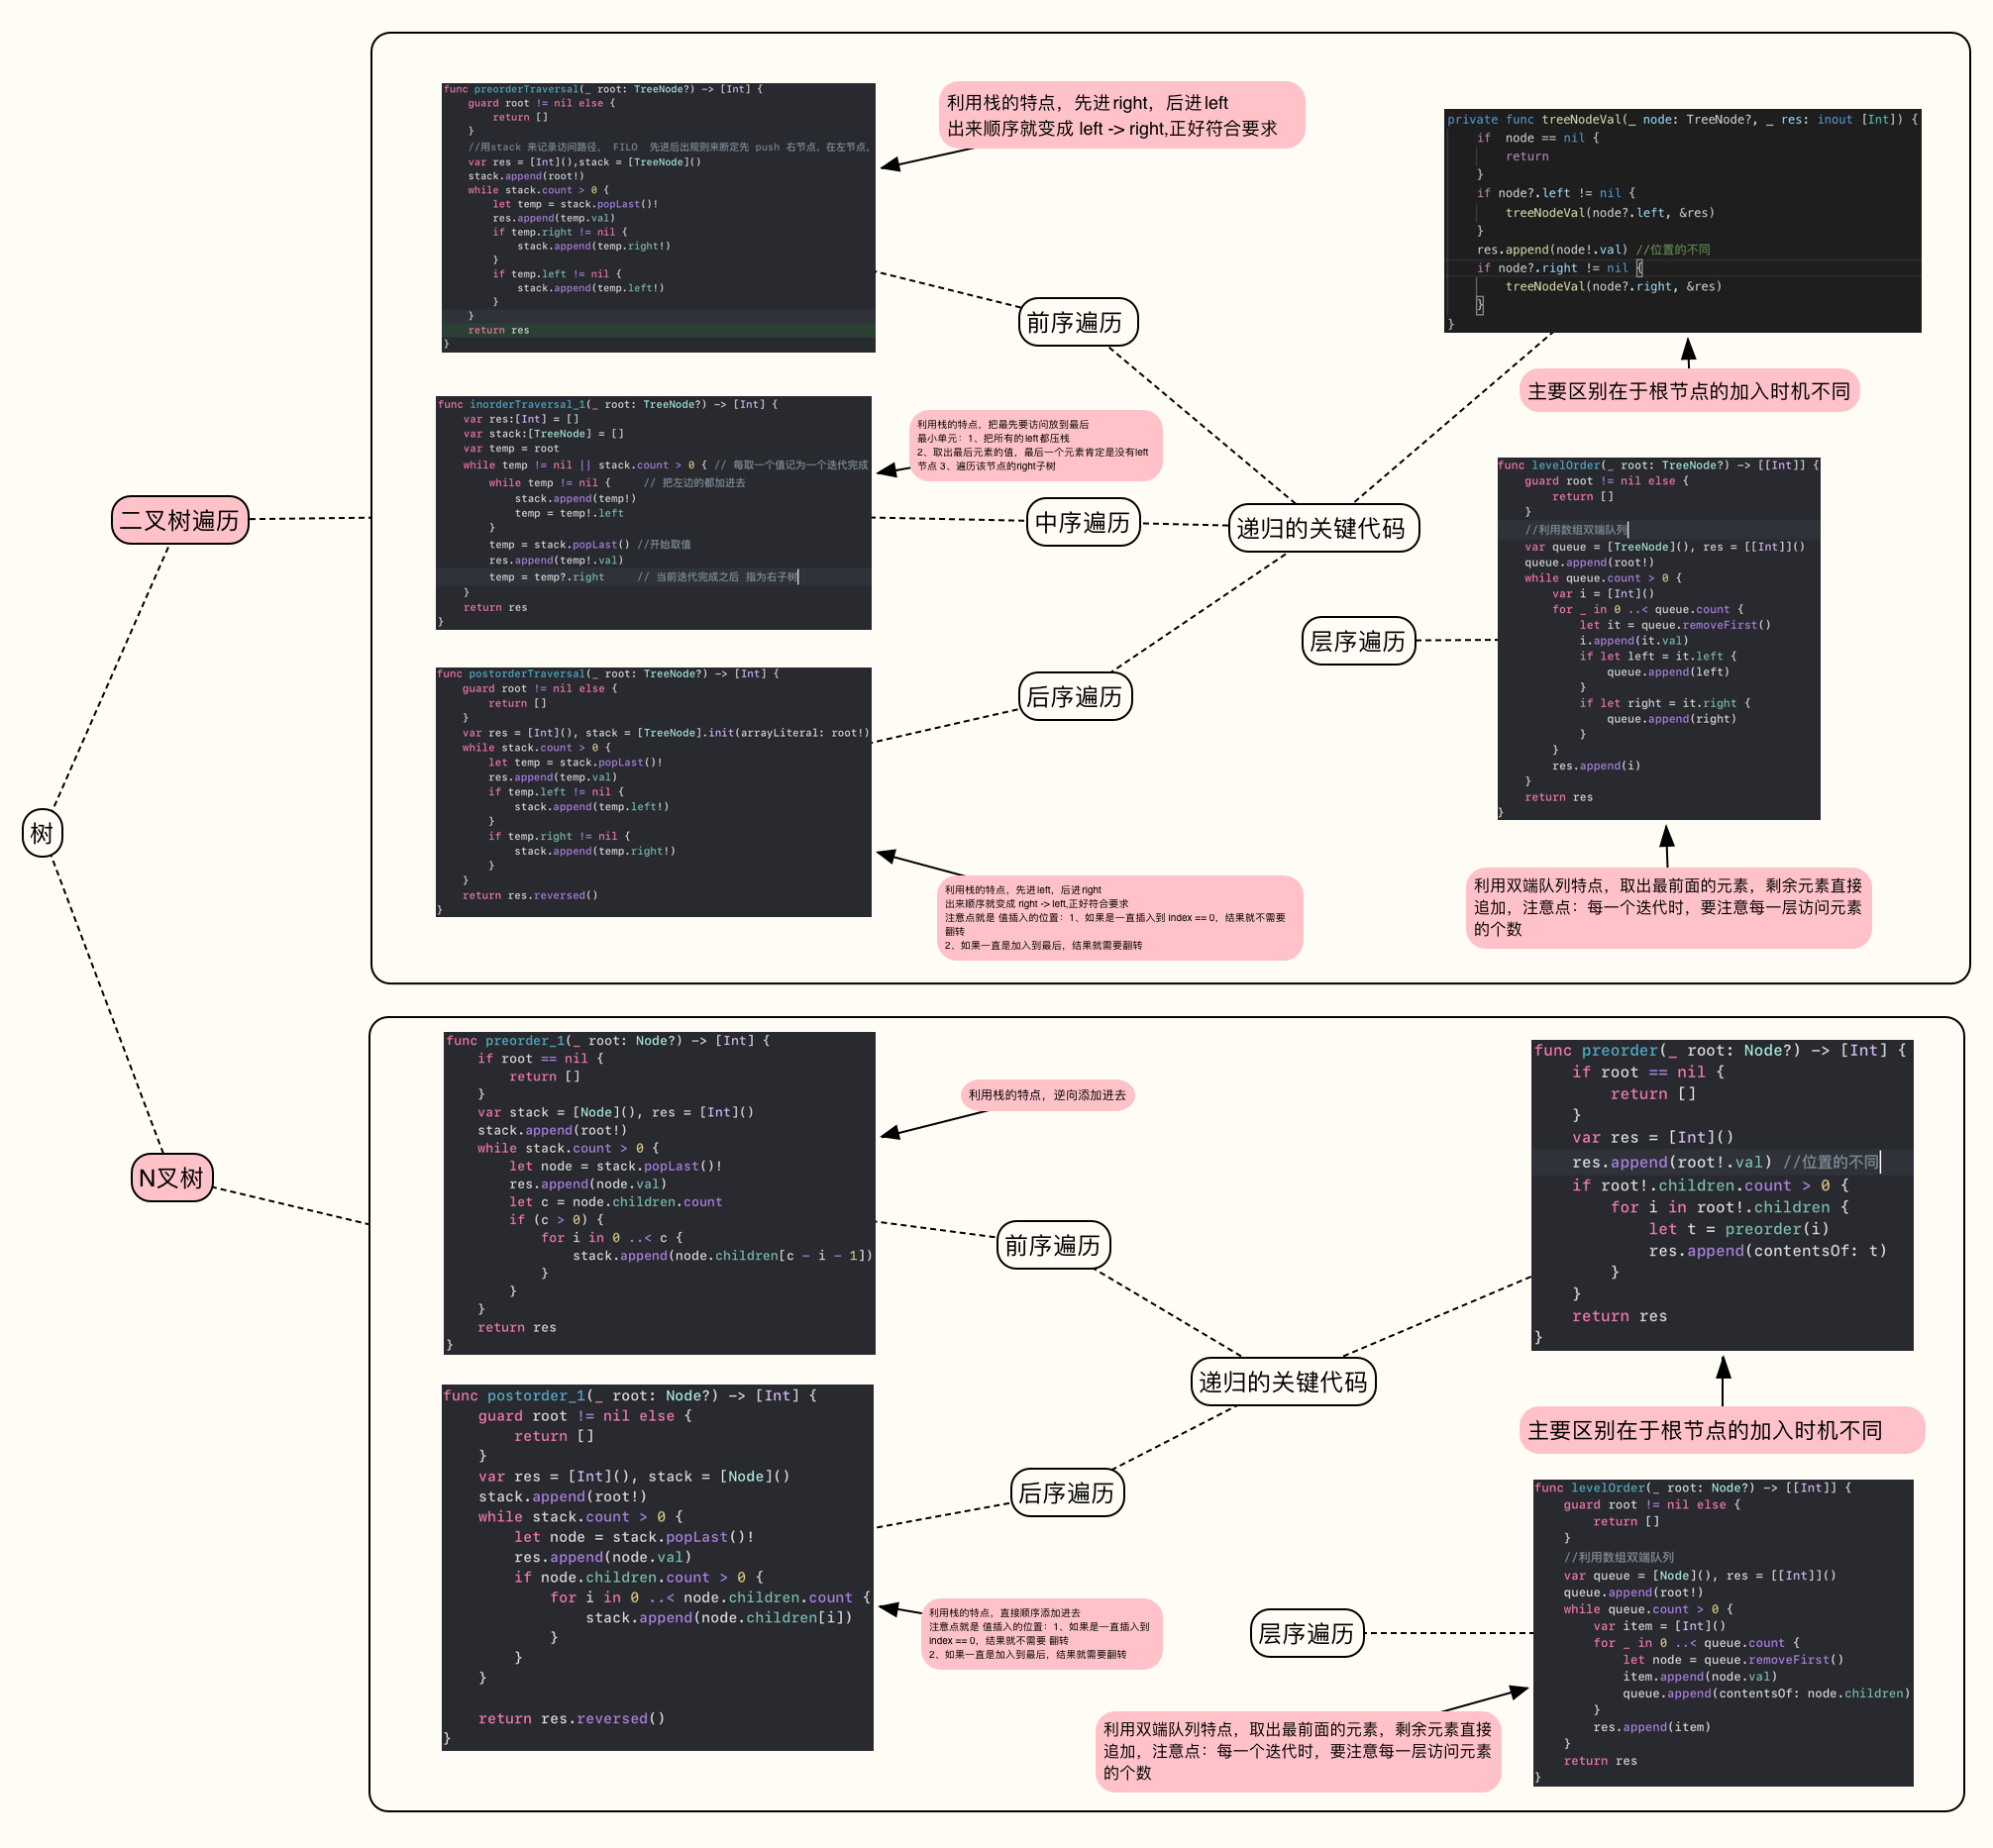 树
二叉树遍历
N叉树
func preorderTraversal(_ root: TreeNode?) -> [Int] {
guard root != nil else {
return []
}
//用stack 来记录访问路径， FILO 先进后出规则来断定先 push 右节点，在左节点，
var res = [Int](),stack = [TreeNode]()
stack.append(root!)
while stack.count > 0 {
let temp = stack.popLast()!
res.append(temp.val)
if temp.right != nil {
stack.append(temp.right!)
}
if temp.left != nil {
stack.append(temp.left!)
}
}
return res
}
利用栈的特点，先进right，后进left
出来顺序就变成 left -> right,正好符合要求
前序遍历
func inorderTraversal_1(_ root: TreeNode?) -> [Int] {
var res:[Int] = []
var stack:[TreeNode] = []
var temp = root
while temp != nil || stack.count > 0 { // 每取一个值记为一个迭代完成
while temp != nil { // 把左边的都加进去
stack.append(temp!)
temp = temp!.left
}
temp = stack.popLast() //开始取值
res.append(temp!.val)
temp = temp?.right // 当前迭代完成之后 指为右子树
}
return res
}
利用栈的特点，把最先要访问放到最后
最小单元：1、把所有的left都压栈
2、取出最后元素的值，最后一个元素肯定是没有left
节点 3、遍历该节点的right子树
中序遍历
func postorderTraversal(_ root: TreeNode?) -> [Int] {
guard root != nil else {
return []
}
var res = [Int](), stack = [TreeNode].init(arrayLiteral: root!)
while stack.count > 0 {
let temp = stack.popLast()!
res.append(temp.val)
if temp.left != nil {
stack.append(temp.left!)
}
if temp.right != nil {
stack.append(temp.right!)
}
}
return res.reversed()
}
后序遍历
利用栈的特点，先进left，后进right
出来顺序就变成 right -> left,正好符合要求
注意点就是 值插入的位置：1、如果是一直插入到 index == 0，结果就不需要
翻转
2、如果一直是加入到最后，结果就需要翻转
递归的关键代码
private func treeNodeVal(_ node: TreeNode?, _ res: inout [Int]) {
if node == nil {
return
}
if node?.left != nil {
treeNodeVal(node?.left, &res)
}
res.append(node!.val) //位置的不同
if node?.right != nil {
treeNodeVal(node?.right, &res)
}
}
主要区别在于根节点的加入时机不同
层序遍历
func levelOrder(_ root: TreeNode?) -> [[Int]] {
guard root != nil else {
return []
}
//利用数组双端队列
var queue = [TreeNode](), res = [[Int]]()
queue.append(root!)
while queue.count > 0 {
var i = [Int]()
for _ in 0 ..< queue.count {
let it = queue.removeFirst()
i.append(it.val)
if let left = it.left {
queue.append(left)
}
if let right = it.right {
queue.append(right)
}
}
res.append(i)
}
return res
}
利用双端队列特点，取出最前面的元素，剩余元素直接
追加，注意点：每一个迭代时，要注意每一层访问元素
的个数
func preorder_1(_ root: Node?) -> [Int] {
if root == nil {
return []
}
var stack = [Node](), res = [Int]()
stack.append(root!)
while stack.count > 0 {
let node = stack.popLast()!
res.append(node.val)
let c = node.children.count
if (c > 0) {
for i in 0 ..< c {
stack.append(node.children[c - i - 1])
}
}
}
return res
}
利用栈的特点，逆向添加进去
前序遍历
func postorder_1(_ root: Node?) -> [Int] {
guard root != nil else {
return []
}
var res = [Int](), stack = [Node]()
stack.append(root!)
while stack.count > 0 {
let node = stack.popLast()!
res.append(node.val)
if node.children.count > 0 {
for i in 0 ..< node.children.count {
stack.append(node.children[i])
}
}
}
return res.reversed()
}
后序遍历
利用栈的特点，直接顺序添加进去
注意点就是 值插入的位置：1、如果是一直插入到
index == 0，结果就不需要 翻转
2、如果一直是加入到最后，结果就需要翻转
递归的关键代码
func preorder(_ root: Node?) -> [Int] {
if root == nil {
return []
}
var res = [Int]()
res.append(root!.val) //位置的不同
if root!.children.count > 0 {
for i in root!.children {
let t = preorder(i)
res.append(contentsOf: t)
}
}
return res
}
主要区别在于根节点的加入时机不同
层序遍历
func levelOrder(_ root: Node?) -> [[Int]] {
guard root != nil else {
return []
}
//利用数组双端队列
var queue = [Node](), res = [[Int]]()
queue.append(root!)
while queue.count > 0 {
var item = [Int]()
for _ in 0 ..< queue.count {
let node = queue.removeFirst()
item.append(node.val)
queue.append(contentsOf: node.children)
}
res.append(item)
}
return res
}
利用双端队列特点，取出最前面的元素，剩余元素直接
追加，注意点：每一个迭代时，要注意每一层访问元素
的个数